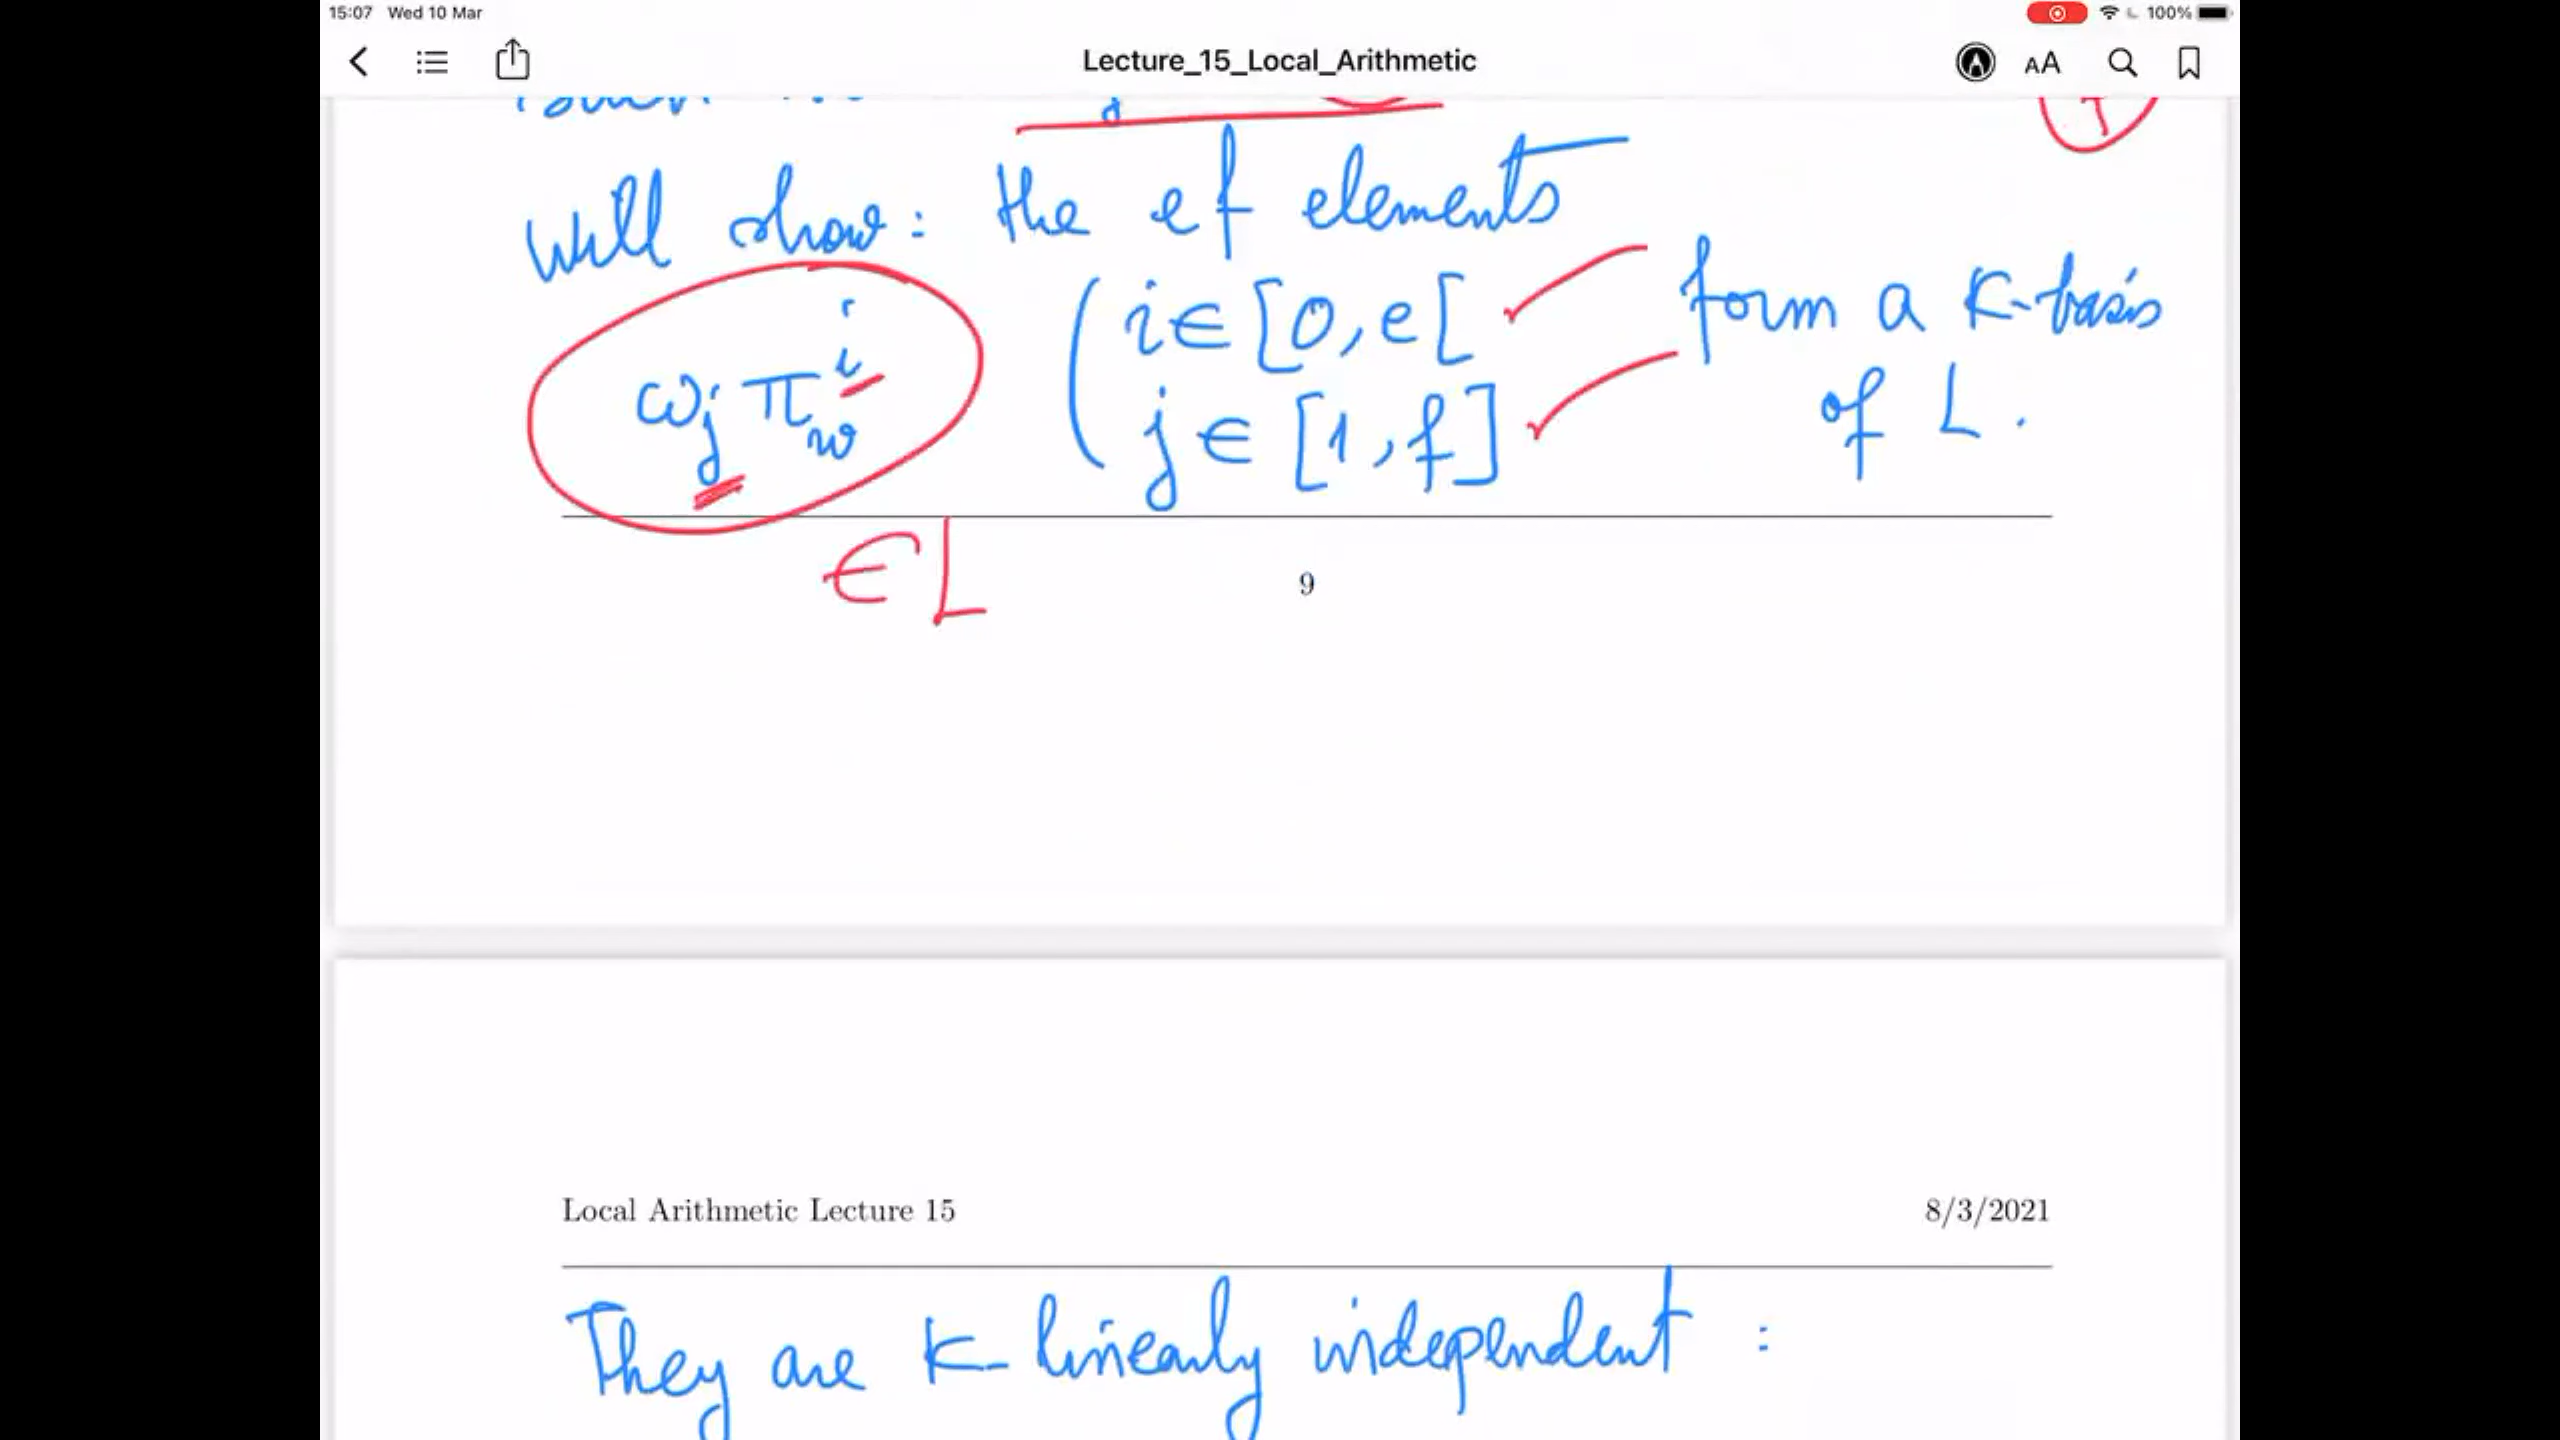 15:07 Wed 10 Mar 100%
Lecture_15_Local_Arithmetic
AA
will show: the ef elements
ω_j π_w^i (i ∈ [0, e[ form a K-basis
j ∈ [1, f] of L.
∈ L
9
Local Arithmetic Lecture 15 8/3/2021
They are K-linearly independent :